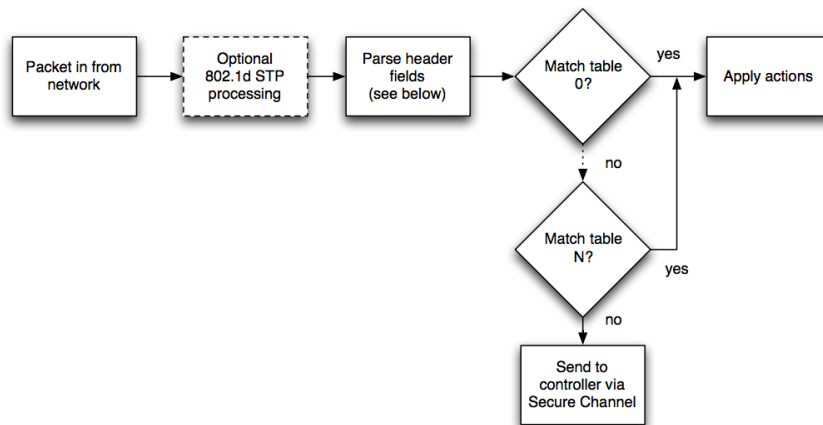 Packet in from
network
Optional
802.1d STP
processing
Parse header
fields
(see below)
Match table
0?
yes
Apply actions
no
Match table
N?
yes
no
Send to
controller via
Secure Channel